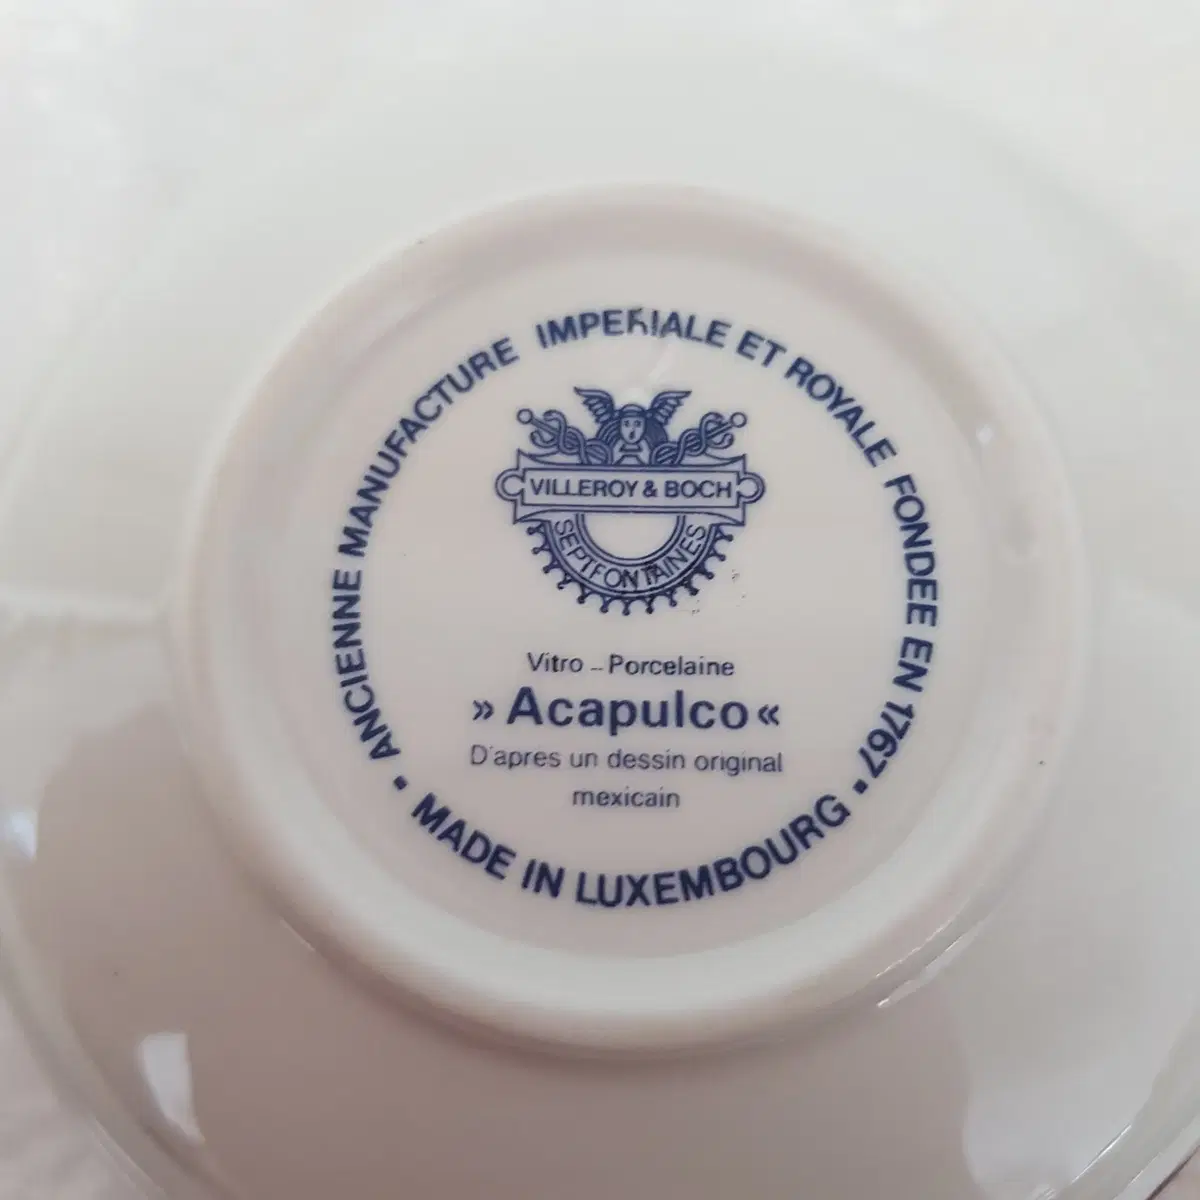 ANCIENNE MANUFACTURE IMPERIALE ET ROYALE FONDEE EN 1767
VILLEROY & BOCH
SEPTFONTAINES
Vitro - Porcelaine
» Acapulco «
D'apres un dessin original
mexicain
• MADE IN LUXEMBOURG •